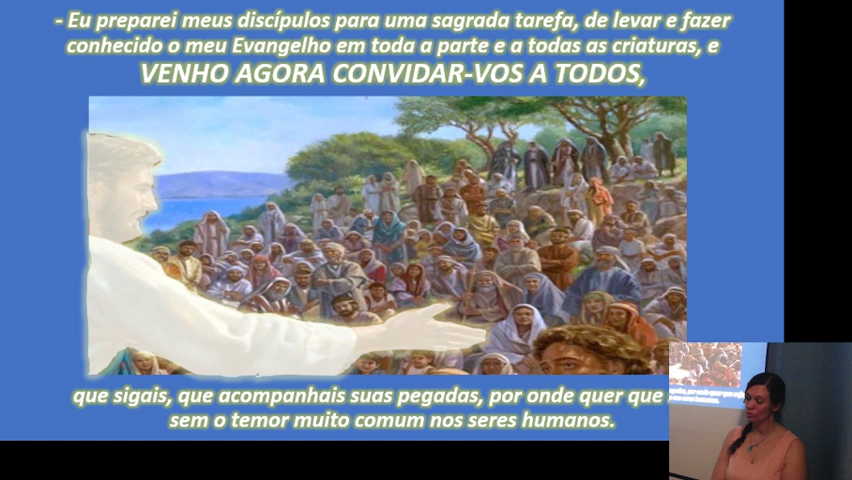 - Eu preparei meus discípulos para uma sagrada tarefa, de levar e fazer
conhecido o meu Evangelho em toda a parte e a todas as criaturas, e
VENHO AGORA CONVIDAR-VOS A TODOS,
que sigais, que acompanhais suas pegadas, por onde quer que
sem o temor muito comum nos seres humanos.